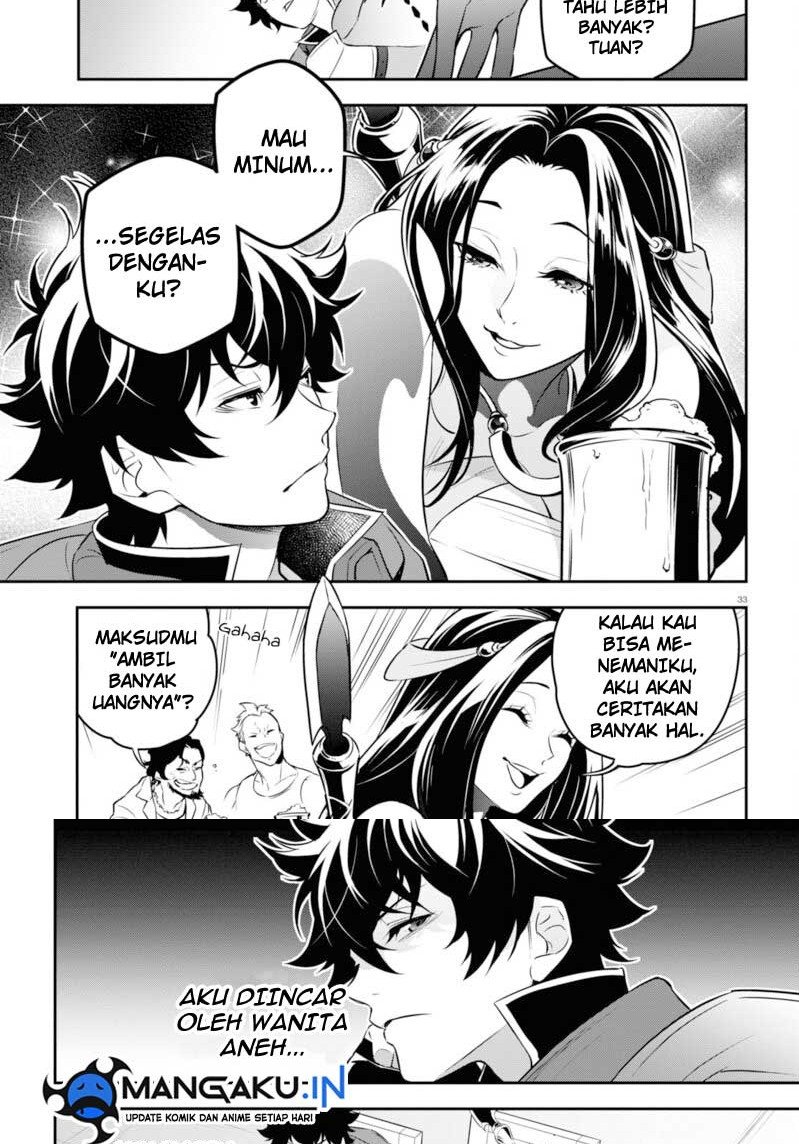 TAHU LEBIH
BANYAK?
TUAN?
MAU
MINUM...
...SEGELAS
DENGAN-
KU?
33
MAKSUDMU
"AMBIL
BANYAK
UANGNYA"?
Gahaha
KALAU KAU
BISA ME-
NEMANIKU,
AKU AKAN
CERITAKAN
BANYAK HAL.
AKU DIINCAR
OLEH WANITA
ANEH...
MANGAKU.IN
UPDATE KOMIK DAN ANIME SETIAP HARI